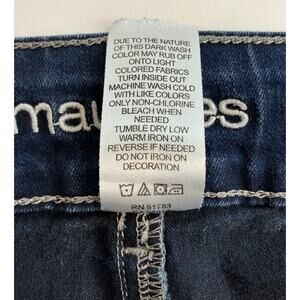 DUE TO THE NATURE
OF THIS DARK WASH
COLOR MAY RUB OFF
ONTO LIGHT
COLORED FABRICS
TURN INSIDE OUT
MACHINE WASH COLD
WITH LIKE COLORS
ONLY NON-CHLORINE
BLEACH WHEN
NEEDED
TUMBLE DRY LOW
WARM IRON ON
REVERSE IF NEEDED
DO NOT IRON ON
DECORATION
RN 51783